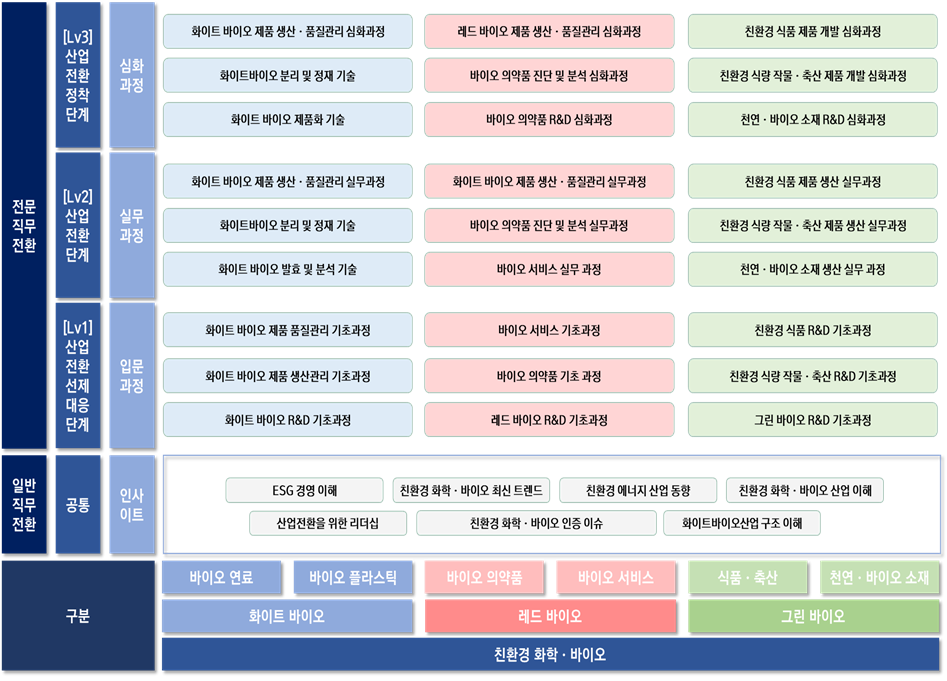 전문
직무
전환
[Lv3]
산업
전환
정착
단계
심화
과정
화이트 바이오 제품 생산·품질관리 심화과정
레드 바이오 제품 생산·품질관리 심화과정
친환경 식품 제품 개발 심화과정
화이트바이오 분리 및 정재 기술
바이오 의약품 진단 및 분석 심화과정
친환경 식량 작물·축산 제품 개발 심화과정
화이트 바이오 제품화 기술
바이오 의약품 R&D 심화과정
천연·바이오 소재 R&D 심화과정
[Lv2]
산업
전환
단계
실무
과정
화이트 바이오 제품 생산·품질관리 실무과정
화이트 바이오 제품 생산·품질관리 실무과정
친환경 식품 제품 생산 실무과정
화이트바이오 분리 및 정재 기술
바이오 의약품 진단 및 분석 실무과정
친환경 식량 작물·축산 제품 생산 실무과정
화이트 바이오 발효 및 분석 기술
바이오 서비스 실무 과정
천연·바이오 소재 생산 실무 과정
[Lv1]
산업
전환
선제
대응
단계
입문
과정
화이트 바이오 제품 품질관리 기초과정
바이오 서비스 기초과정
친환경 식품 R&D 기초과정
화이트 바이오 제품 생산관리 기초과정
바이오 의약품 기초 과정
친환경 식량 작물·축산 R&D 기초과정
화이트 바이오 R&D 기초과정
레드 바이오 R&D 기초과정
그린 바이오 R&D 기초과정
일반
직무
전환
공통
인사
이트
ESG 경영 이해
친환경 화학·바이오 최신 트렌드
친환경 에너지 산업 동향
친환경 화학·바이오 산업 이해
산업전환을 위한 리더십
친환경 화학·바이오 인증 이슈
화이트바이오산업 구조 이해
구분
바이오 연료
바이오 플라스틱
바이오 의약품
바이오 서비스
식품·축산
천연·바이오 소재
화이트 바이오
레드 바이오
그린 바이오
친환경 화학·바이오